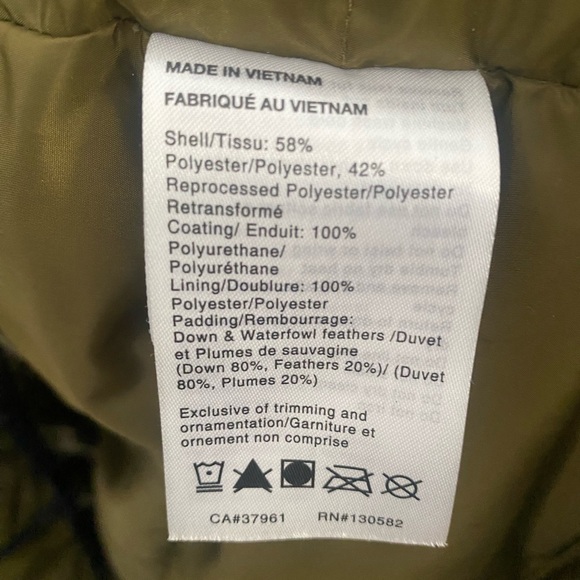 MADE IN VIETNAM
FABRIQUÉ AU VIETNAM
Shell/Tissu: 58%
Polyester/Polyester, 42%
Reprocessed Polyester/Polyester
Retransformé
Coating/ Enduit: 100%
Polyurethane/
Polyuréthane
Lining/Doublure: 100%
Polyester/Polyester
Padding/Rembourrage:
Down & Waterfowl feathers /Duvet
et Plumes de sauvagine
(Down 80%, Feathers 20%)/ (Duvet
80%, Plumes 20%)
Exclusive of trimming and
ornamentation/Garniture et
ornement non comprise
CA#37961 RN#130582